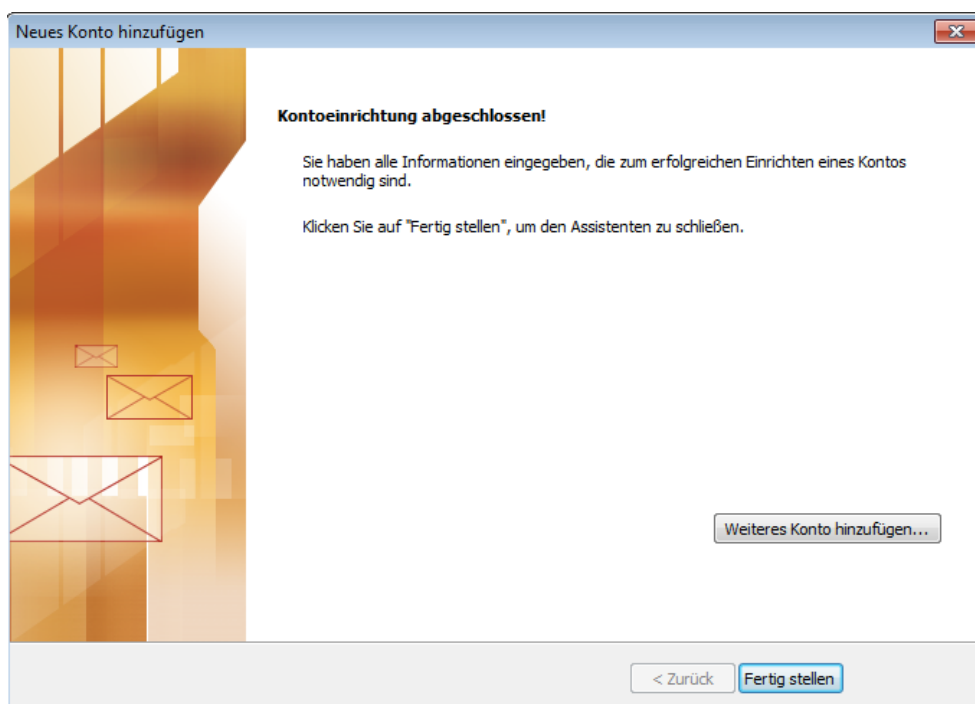 Neues Konto hinzufügen
Kontoeinrichtung abgeschlossen!
Sie haben alle Informationen eingegeben, die zum erfolgreichen Einrichten eines Kontos
notwendig sind.
Klicken Sie auf "Fertig stellen", um den Assistenten zu schließen.
Weiteres Konto hinzufügen...
< Zurück
Fertig stellen